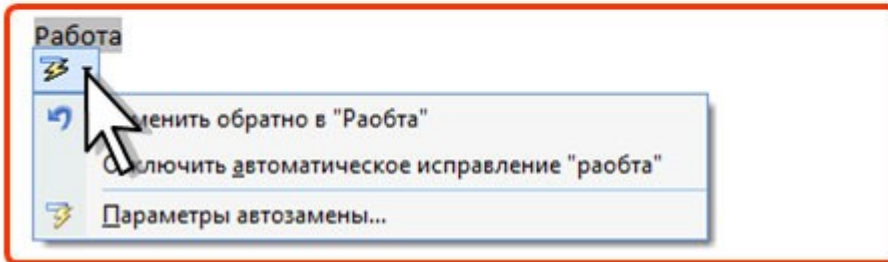 Работа
менить обратно в "Раобта"
ключить автоматическое исправление "раобта"
Параметры автозамены...